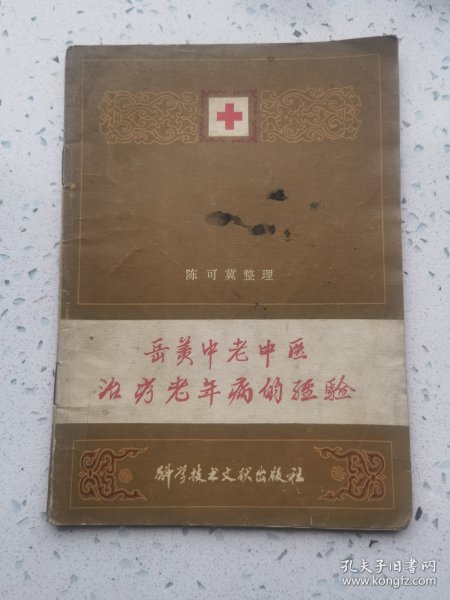 陈可冀整理
岳美中老中医
治疗老年病的经验
科学技术文献出版社
孔夫子旧书网
www.kongfz.com